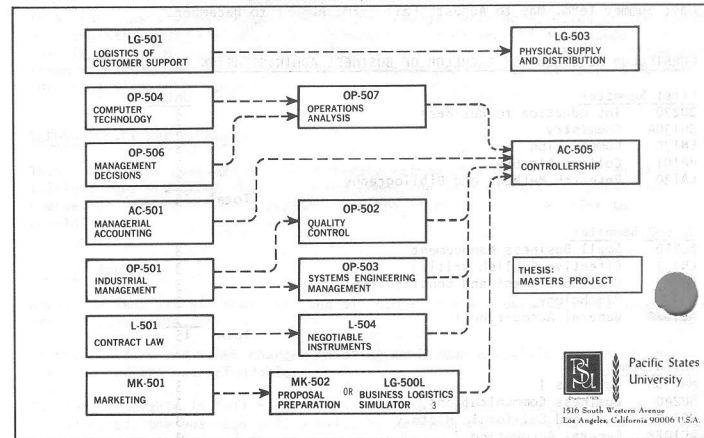 LG-501
LOGISTICS OF
CUSTOMER SUPPORT
LG-503
PHYSICAL SUPPLY
AND DISTRIBUTION
OP-504
COMPUTER
TECHNOLOGY
OP-507
OPERATIONS
ANALYSIS
OP-506
MANAGEMENT
DECISIONS
AC-505
CONTROLLERSHIP
AC-501
MANAGERIAL
ACCOUNTING
OP-502
QUALITY
CONTROL
OP-501
INDUSTRIAL
MANAGEMENT
OP-503
SYSTEMS ENGINEERING
MANAGEMENT
THESIS:
MASTERS PROJECT
L-501
CONTRACT LAW
L-504
NEGOTIABLE
INSTRUMENTS
MK-501
MARKETING
MK-502
PROPOSAL
PREPARATION
OR
LG-500L
BUSINESS LOGISTICS
SIMULATOR 3
PSU
Pacific States
University
1516 South Western Avenue
Los Angeles, California 90006 U.S.A.